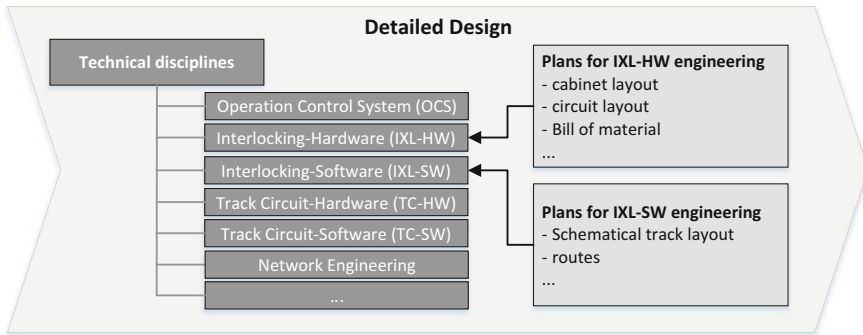 Detailed Design
Technical disciplines
Operation Control System (OCS)
Interlocking-Hardware (IXL-HW)
Interlocking-Software (IXL-SW)
Track Circuit-Hardware (TC-HW)
Track Circuit-Software (TC-SW)
Network Engineering
...
Plans for IXL-HW engineering
- cabinet layout
- circuit layout
- Bill of material
...
Plans for IXL-SW engineering
- Schematical track layout
- routes
...